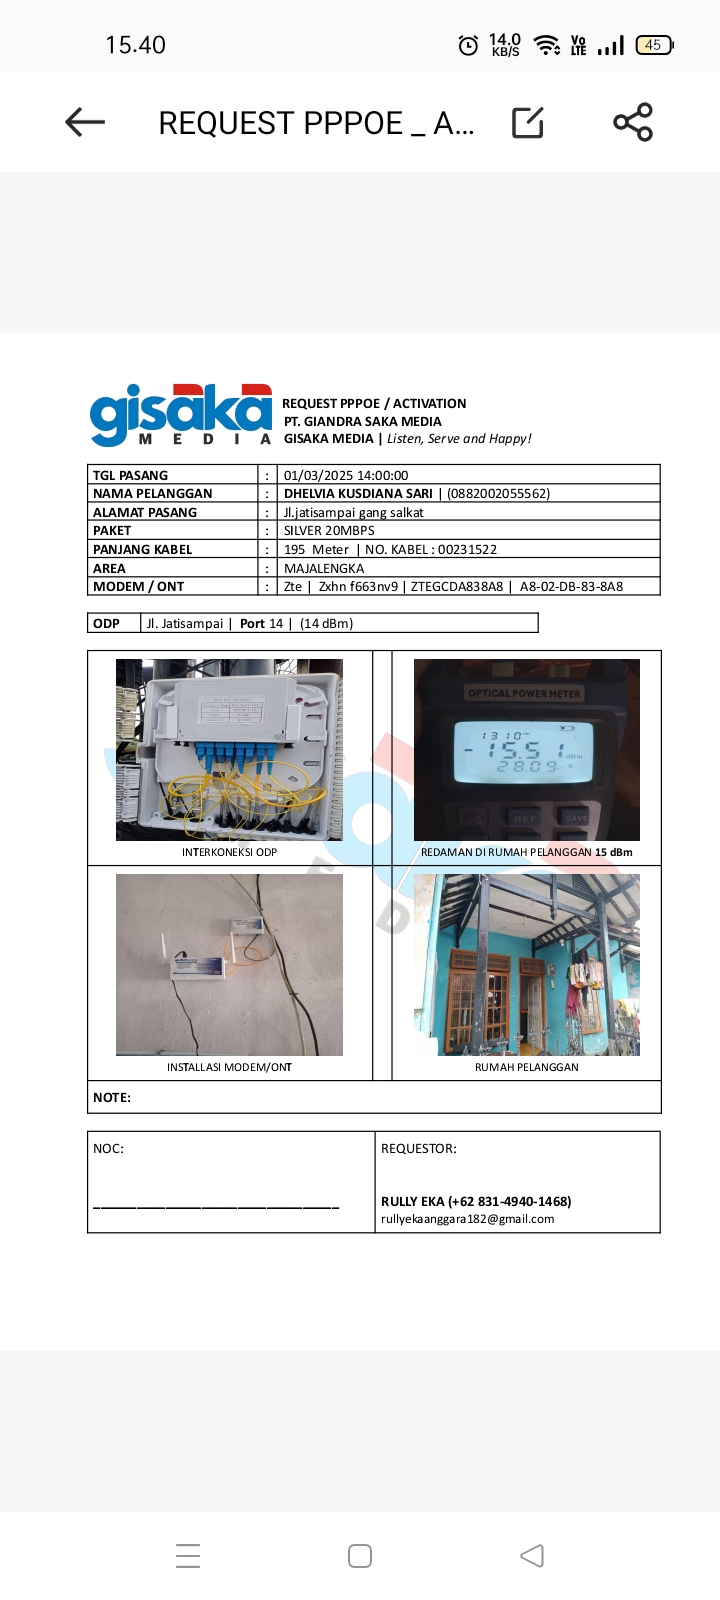 15.40
14.0
KB/S
Vo
LTE
45
REQUEST PPPOE _ A...
gisaka
MEDIA
REQUEST PPPOE / ACTIVATION
PT. GIANDRA SAKA MEDIA
GISAKA MEDIA | Listen, Serve and Happy!
TGL PASANG : 01/03/2025 14:00:00
NAMA PELANGGAN : DHELVIA KUSDIANA SARI | (0882002055562)
ALAMAT PASANG : Jl.jatisampai gang salkat
PAKET : SILVER 20MBPS
PANJANG KABEL : 195 Meter | NO. KABEL : 00231522
AREA : MAJALENGKA
MODEM / ONT : Zte | Zxhn f663nv9 | ZTEGCDA838A8 | A8-02-DB-83-8A8
ODP Jl. Jatisampai | Port 14 | (14 dBm)
OPTICAL POWER METER
1310nm
-15.51 dBm
28.09
REF
SAVE
INTERKONEKSI ODP
REDAMAN DI RUMAH PELANGGAN 15 dBm
INSTALLASI MODEM/ONT
RUMAH PELANGGAN
NOTE:
NOC:
REQUESTOR:
RULLY EKA (+62 831-4940-1468)
rullyekaanggara182@gmail.com